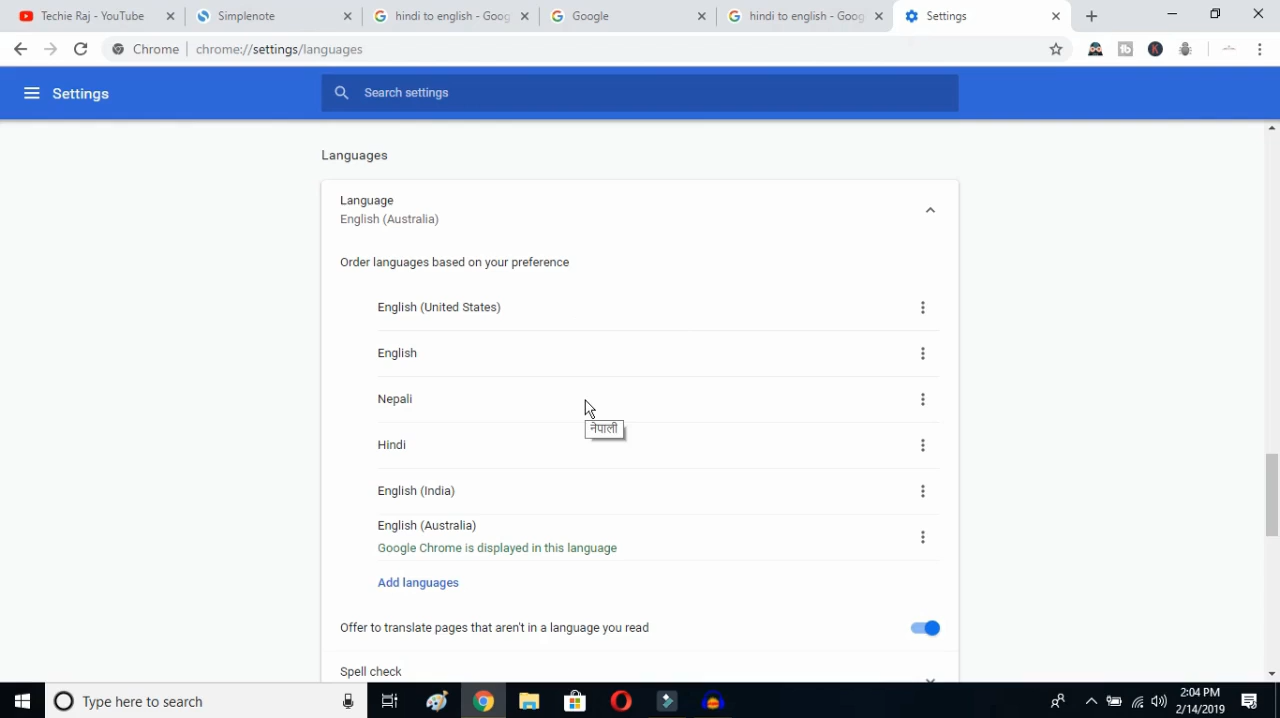 Techie Raj - YouTube
Simplenote
hindi to english - Goog
Google
hindi to english - Goog
Settings
Chrome
chrome://settings/languages
Settings
Search settings
Languages
Language
English (Australia)
Order languages based on your preference
English (United States)
English
Nepali
नेपाली
Hindi
English (India)
English (Australia)
Google Chrome is displayed in this language
Add languages
Offer to translate pages that aren't in a language you read
Spell check
Type here to search
2:04 PM
2/14/2019